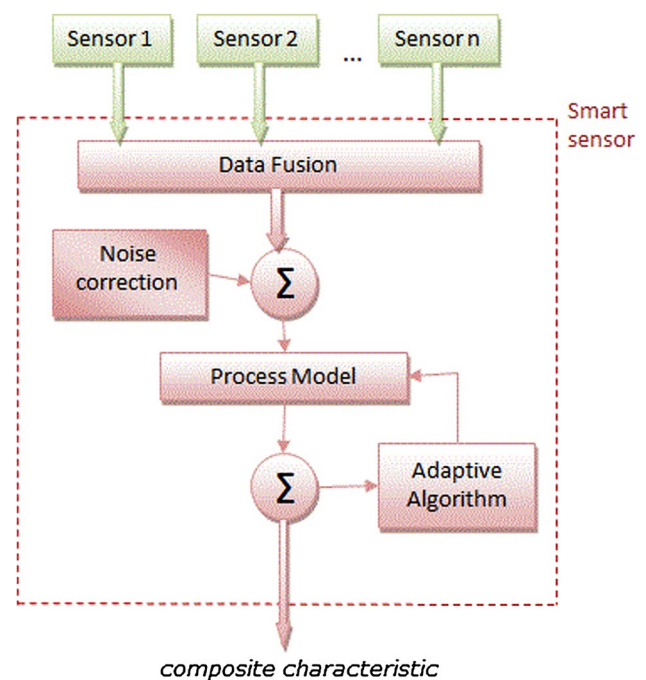 Sensor 1
Sensor 2
...
Sensor n
Smart
sensor
Data Fusion
Noise
correction
Σ
Process Model
Σ
Adaptive
Algorithm
composite characteristic